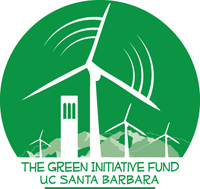 THE GREEN INITIATIVE FUND
UC SANTA BARBARA